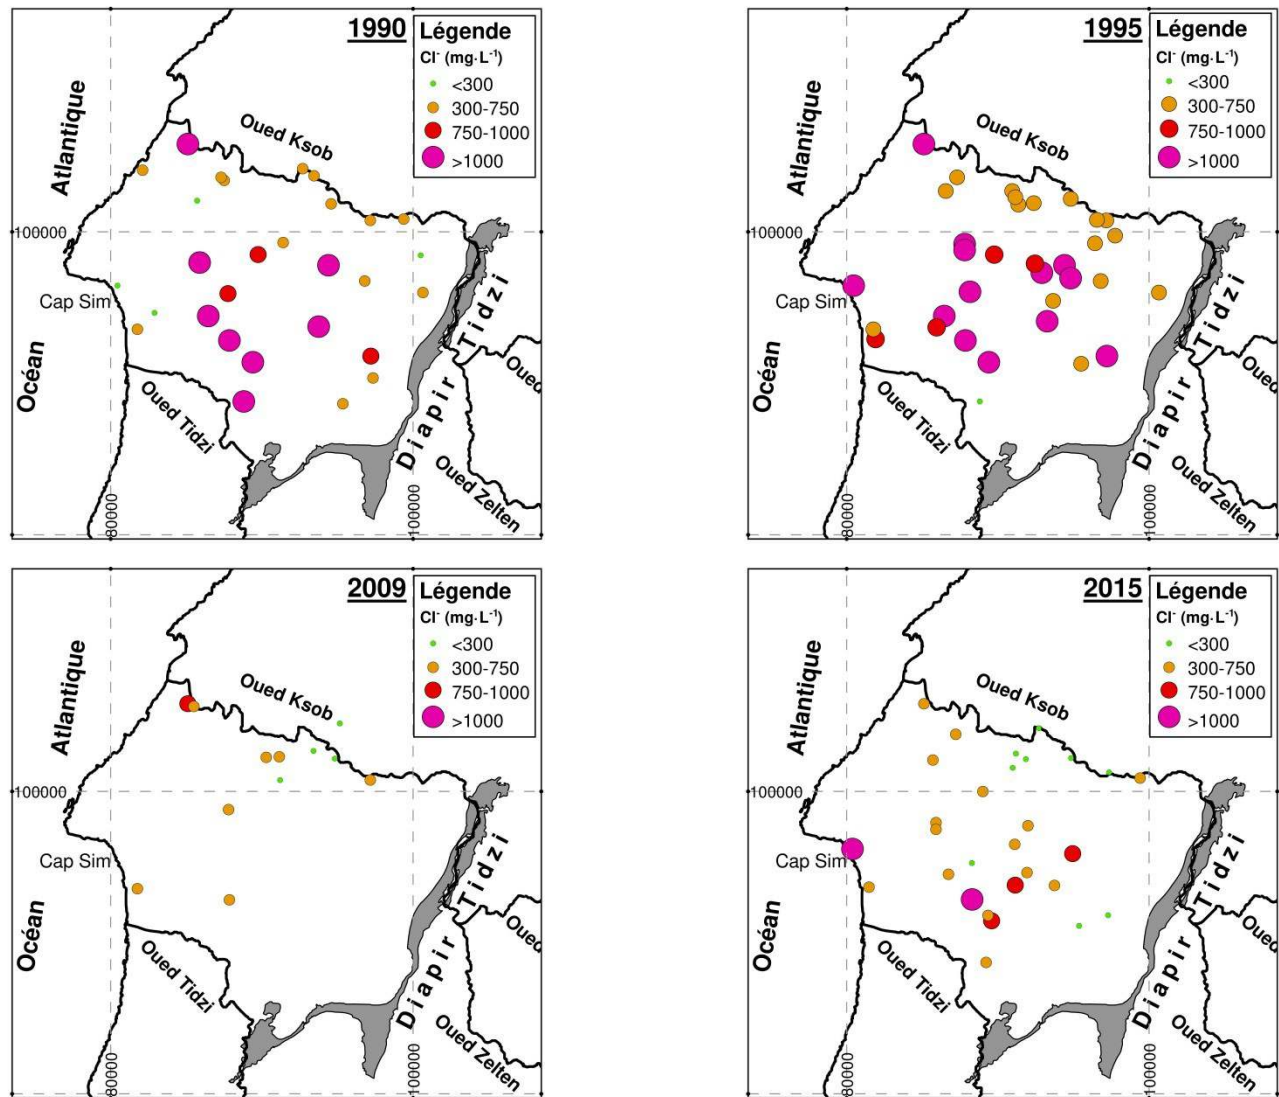 1990
Légende
Cl⁻ (mg·L⁻¹)
<300
300-750
750-1000
>1000
Atlantique
Oued Ksob
100000
Cap Sim
Océan
Oued Tidzi
Diapir Tidzi
Oued
Oued Zelten
80000
100000
1995
Légende
Cl⁻ (mg·L⁻¹)
<300
300-750
750-1000
>1000
Atlantique
Oued Ksob
100000
Cap Sim
Océan
Oued Tidzi
Diapir Tidzi
Oued
Oued Zelten
80000
100000
2009
Légende
Cl⁻ (mg·L⁻¹)
<300
300-750
750-1000
>1000
Atlantique
Oued Ksob
100000
Cap Sim
Océan
Oued Tidzi
Diapir Tidzi
Oued
Oued Zelten
80000
100000
2015
Légende
Cl⁻ (mg·L⁻¹)
<300
300-750
750-1000
>1000
Atlantique
Oued Ksob
100000
Cap Sim
Océan
Oued Tidzi
Diapir Tidzi
Oued
Oued Zelten
80000
100000